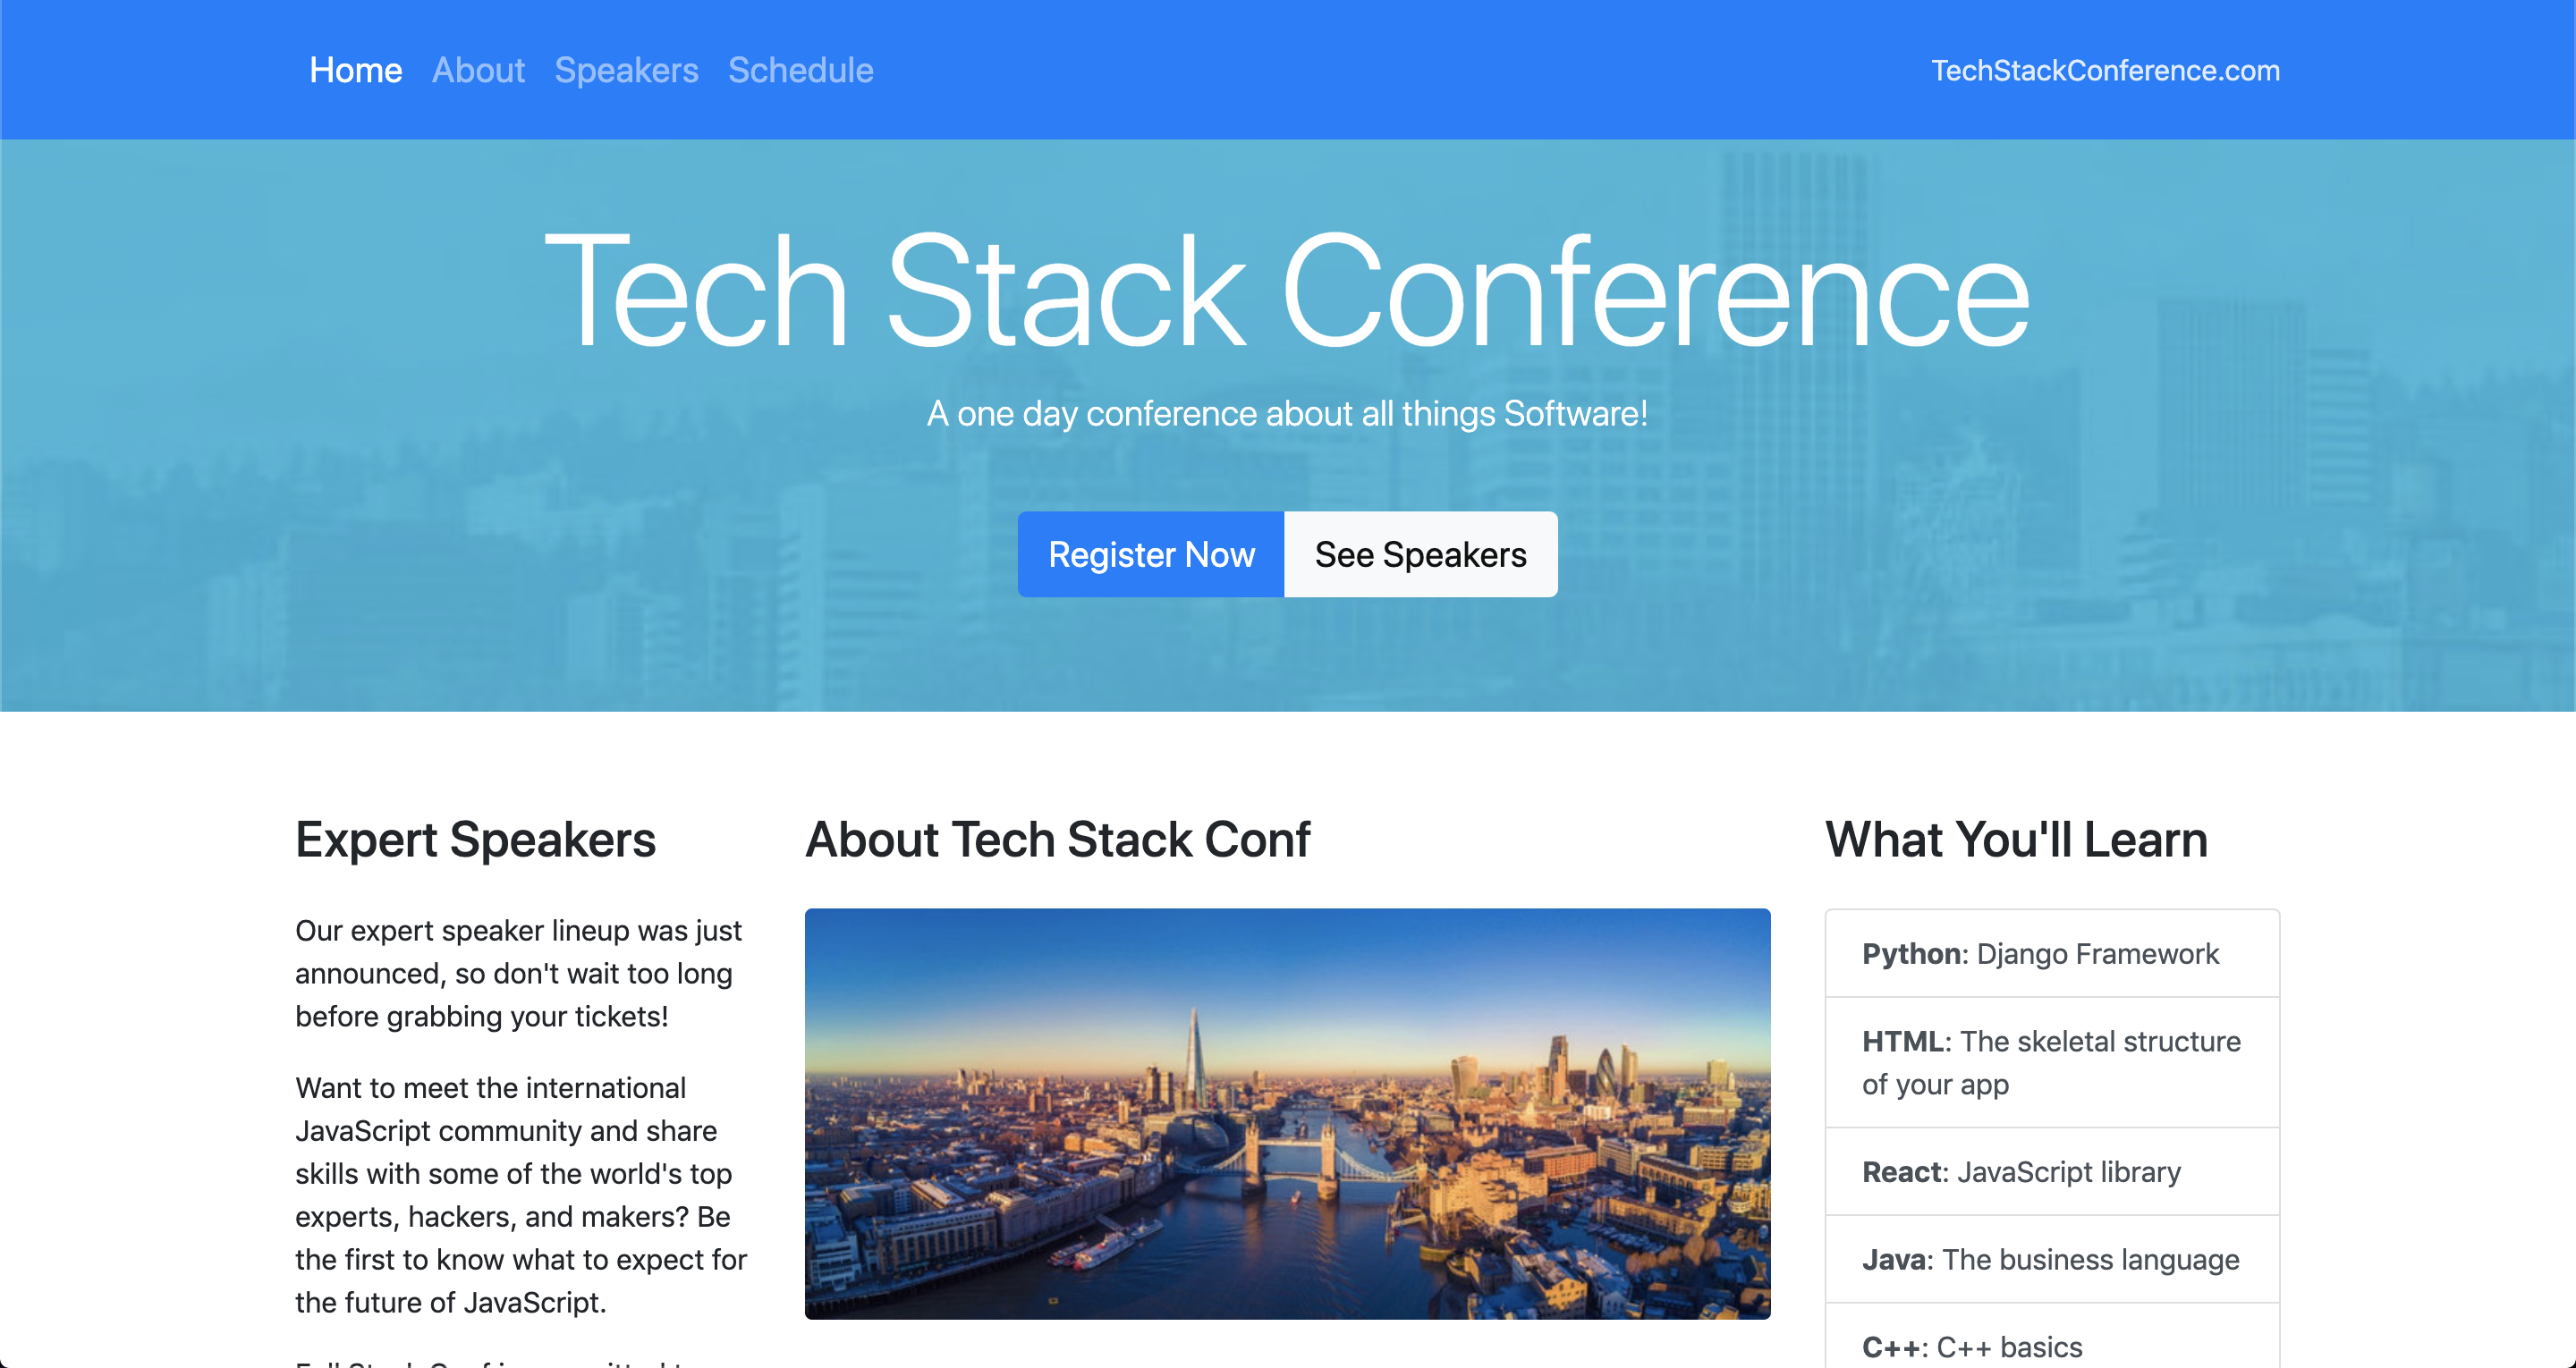 Home About Speakers Schedule
TechStackConference.com
Tech Stack Conference
A one day conference about all things Software!
Register Now
See Speakers
Expert Speakers
Our expert speaker lineup was just
announced, so don't wait too long
before grabbing your tickets!
Want to meet the international
JavaScript community and share
skills with some of the world's top
experts, hackers, and makers? Be
the first to know what to expect for
the future of JavaScript.
About Tech Stack Conf
What You'll Learn
Python: Django Framework
HTML: The skeletal structure
of your app
React: JavaScript library
Java: The business language
C++: C++ basics